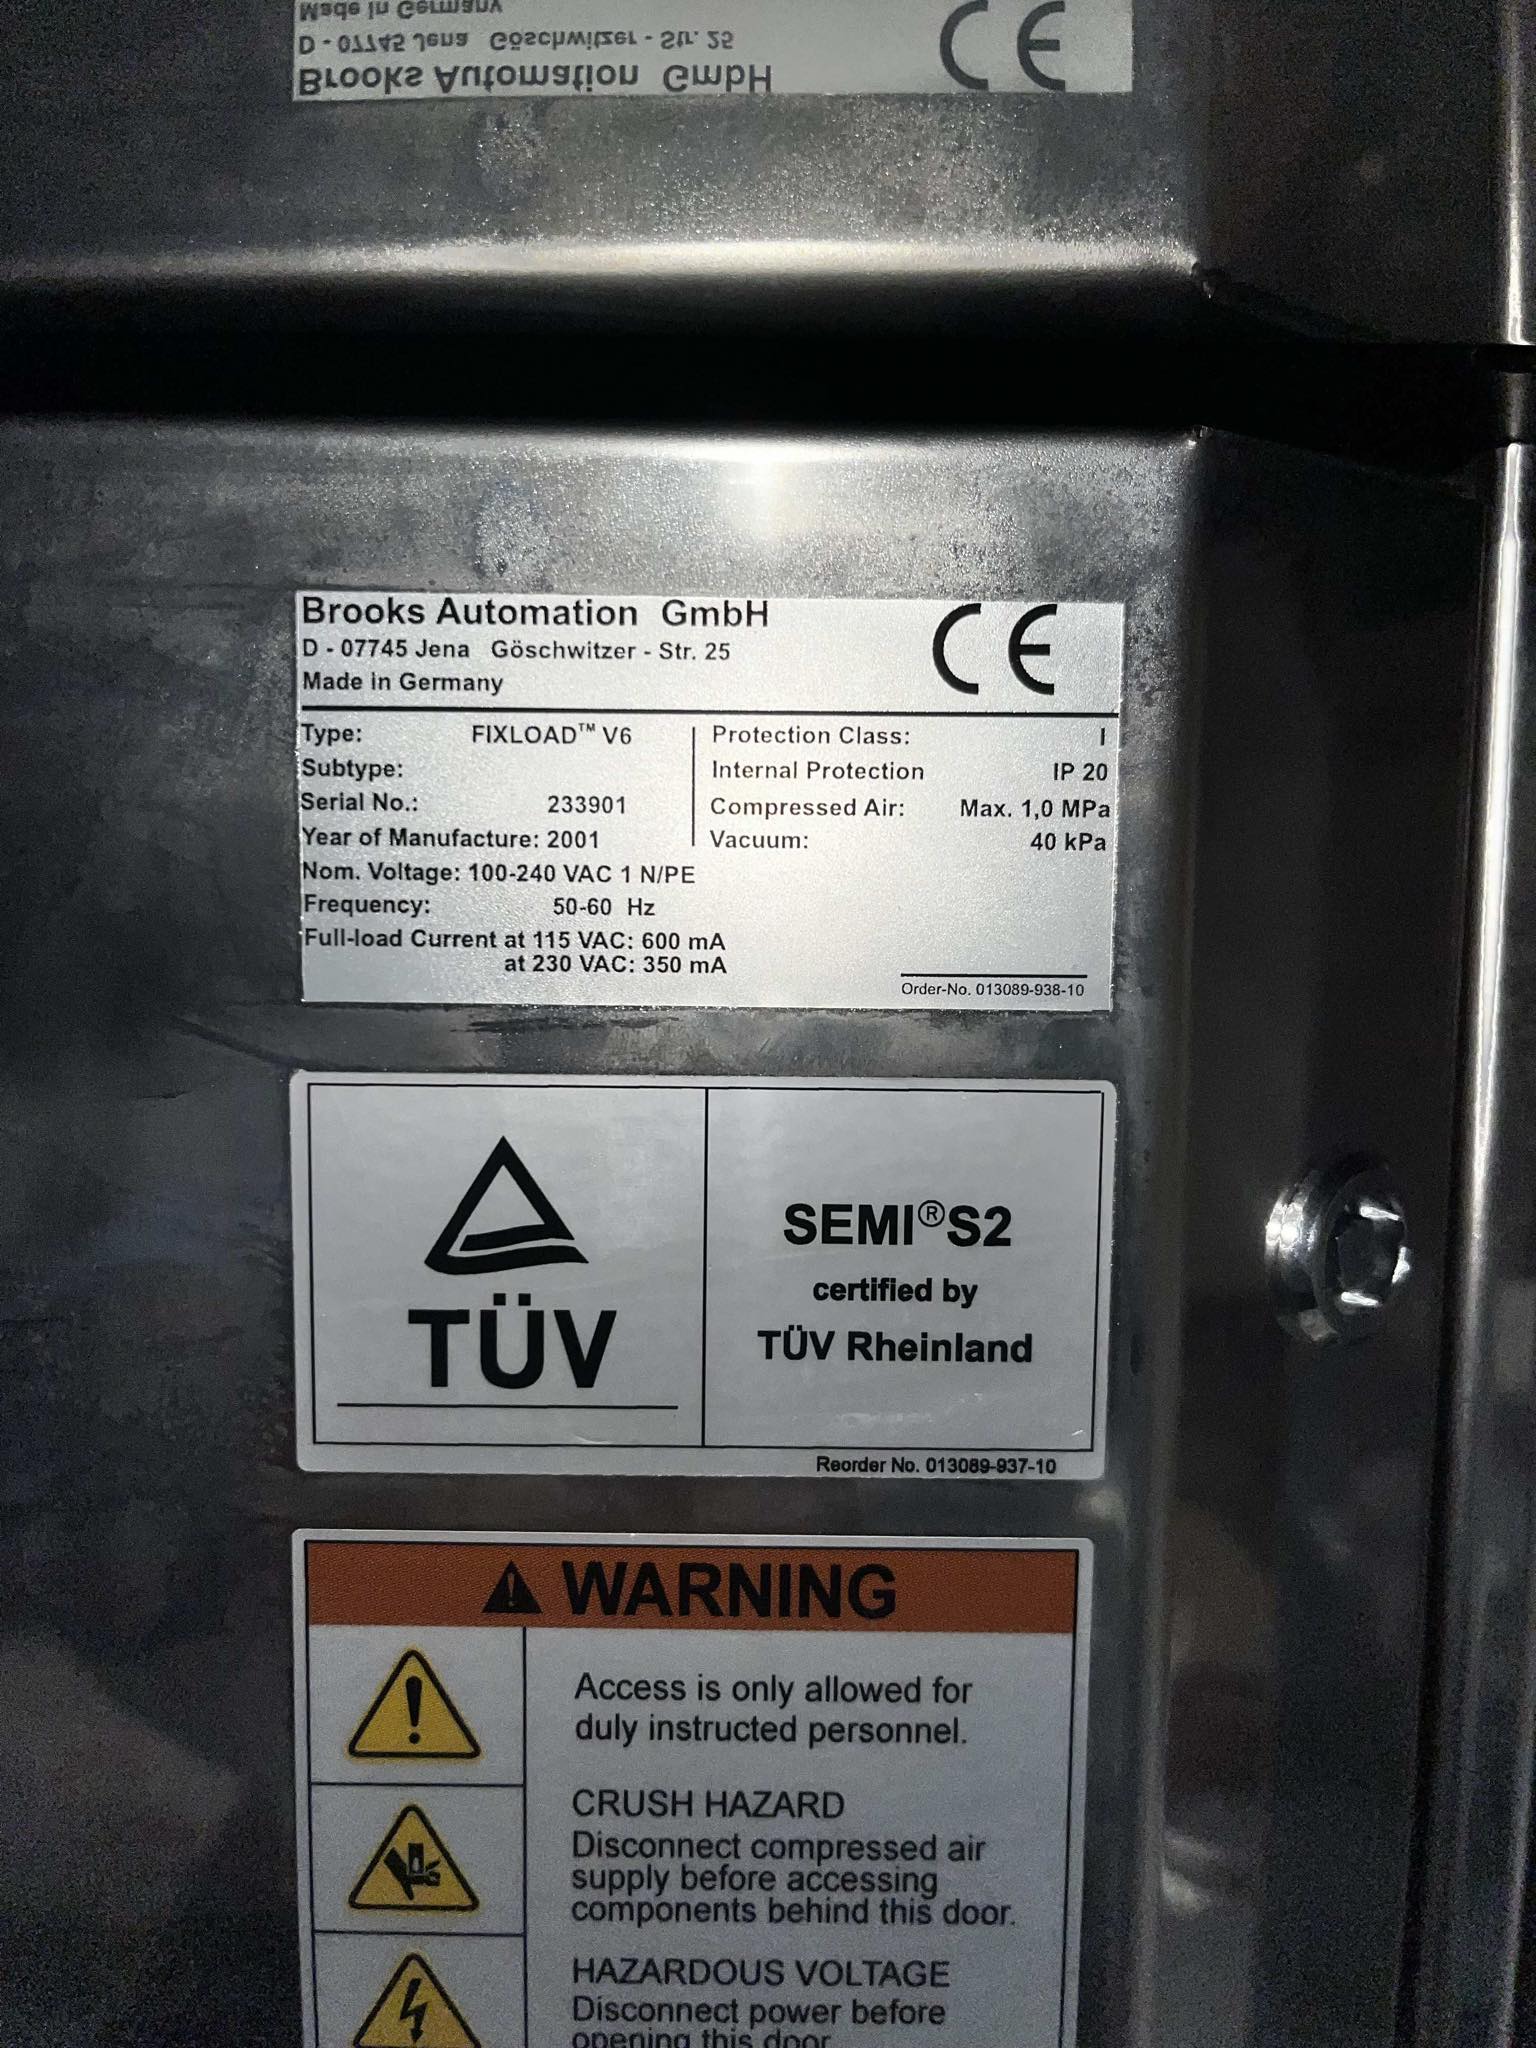 Made in Germany
D - 07745 Jena Göschwitzer - Str. 25
Brooks Automation GmbH
CE
Brooks Automation GmbH
D - 07745 Jena Göschwitzer - Str. 25
Made in Germany
CE
Type: FIXLOAD™ V6
Subtype:
Serial No.: 233901
Year of Manufacture: 2001
Nom. Voltage: 100-240 VAC 1 N/PE
Frequency: 50-60 Hz
Full-load Current at 115 VAC: 600 mA
at 230 VAC: 350 mA
Protection Class: I
Internal Protection IP 20
Compressed Air: Max. 1,0 MPa
Vacuum: 40 kPa
Order-No. 013089-938-10
TÜV
SEMI®S2
certified by
TÜV Rheinland
Reorder No. 013089-937-10
WARNING
Access is only allowed for
duly instructed personnel.
CRUSH HAZARD
Disconnect compressed air
supply before accessing
components behind this door.
HAZARDOUS VOLTAGE
Disconnect power before
opening this door.